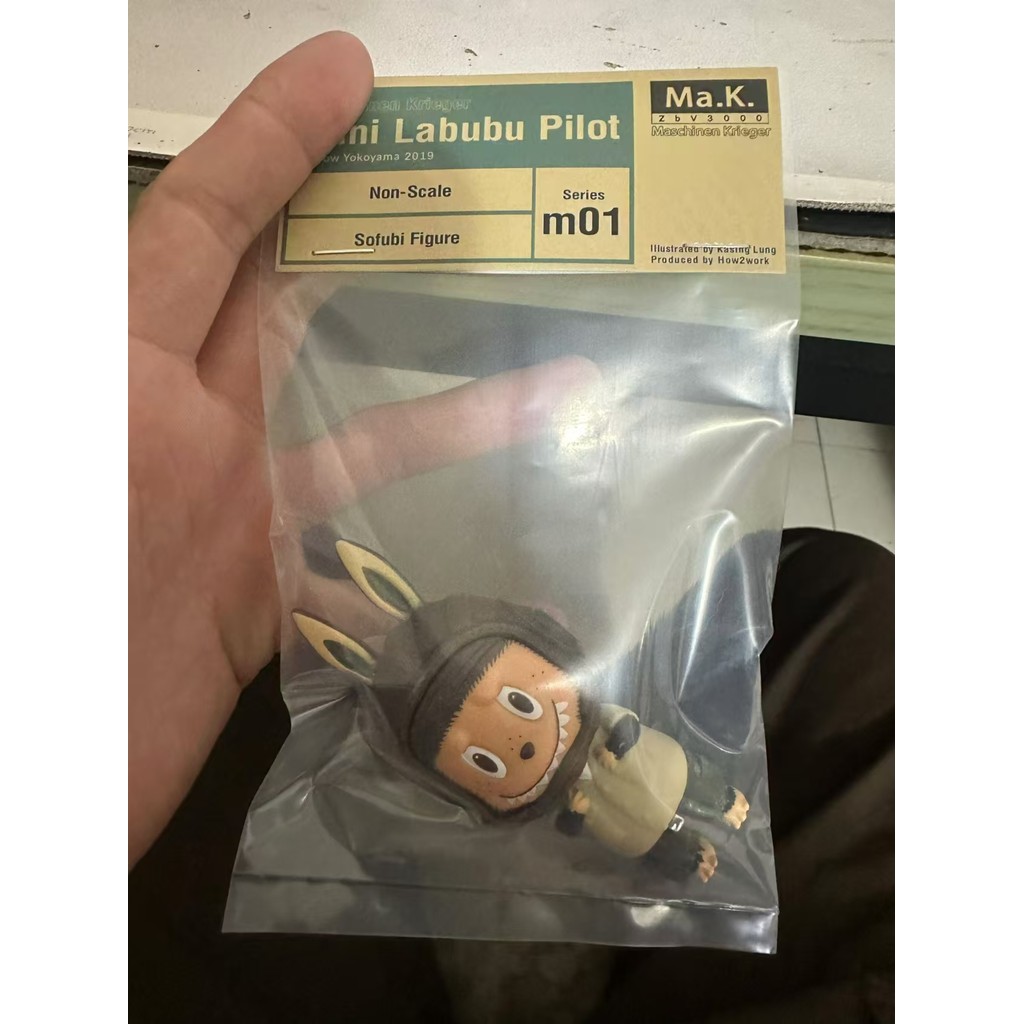 Krieger
Labubu Pilot
Yokoyama 2019
Non-Scale
Sofubi Figure
Series
m01
Ma.K.
ZbV3000
Maschinen Krieger
Illustrated by Kasing Lung
Produced by How2work